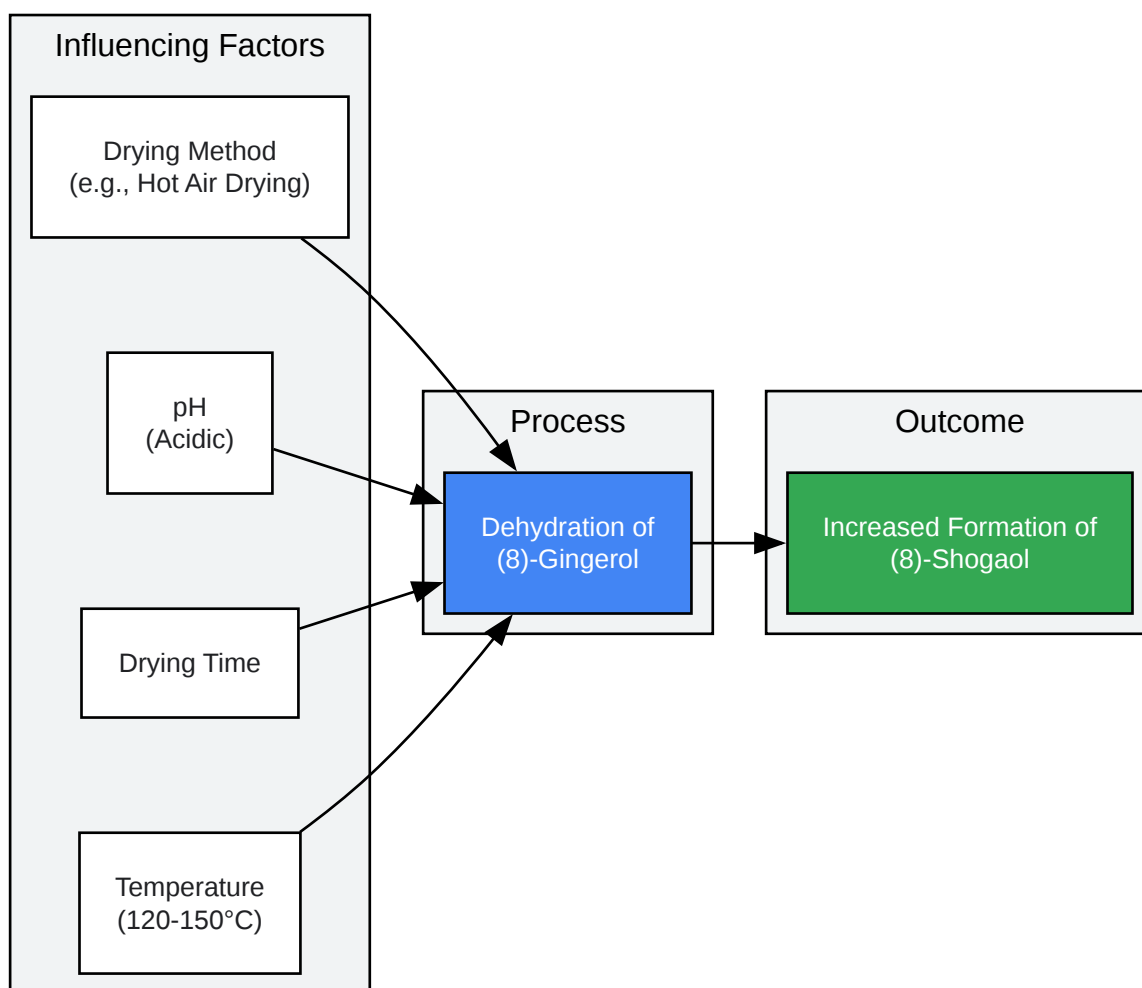 Influencing Factors
Drying Method
(e.g., Hot Air Drying)
pH
(Acidic)
Drying Time
Temperature
(120-150°C)
Process
Dehydration of
(8)-Gingerol
Outcome
Increased Formation of
(8)-Shogaol